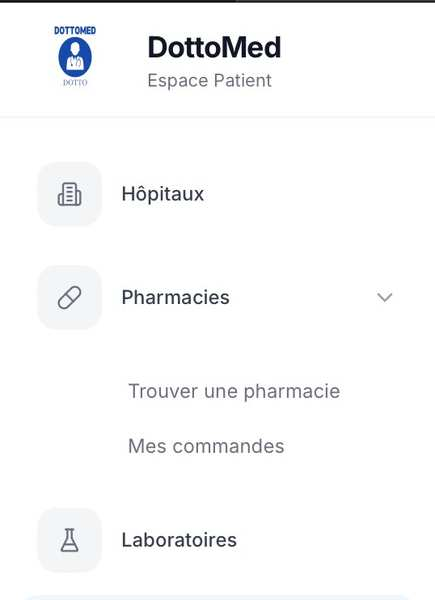 DOTTOMED
DOTTO
DottoMed
Espace Patient
Hôpitaux
Pharmacies
Trouver une pharmacie
Mes commandes
Laboratoires